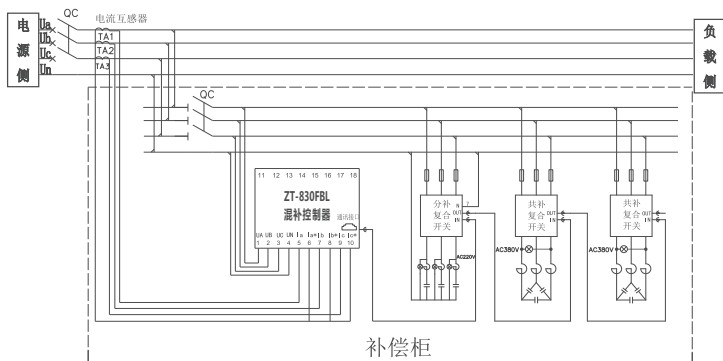 电源侧
QC
电流互感器
Ua
Ub
Uc
Un
TA1
TA2
TA3
负载侧
QC
11 12 13 14 15 16 17 18
ZT-830FBL
混补控制器
通讯接口
UA UB UC UN Ia Ia* Ib Ib* Ic Ic*
1 2 3 4 5 6 7 8 9 10
分补
复合
开关
N
OUT
IN
AC220V
共补
复合
开关
OUT
IN
AC380V
共补
复合
开关
OUT
IN
AC380V
补偿柜